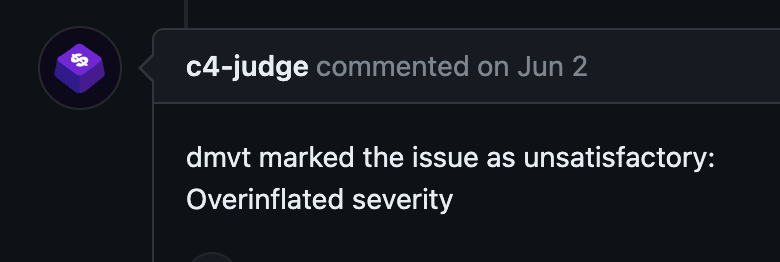 c4-judge commented on Jun 2
dmvt marked the issue as unsatisfactory:
Overinflated severity